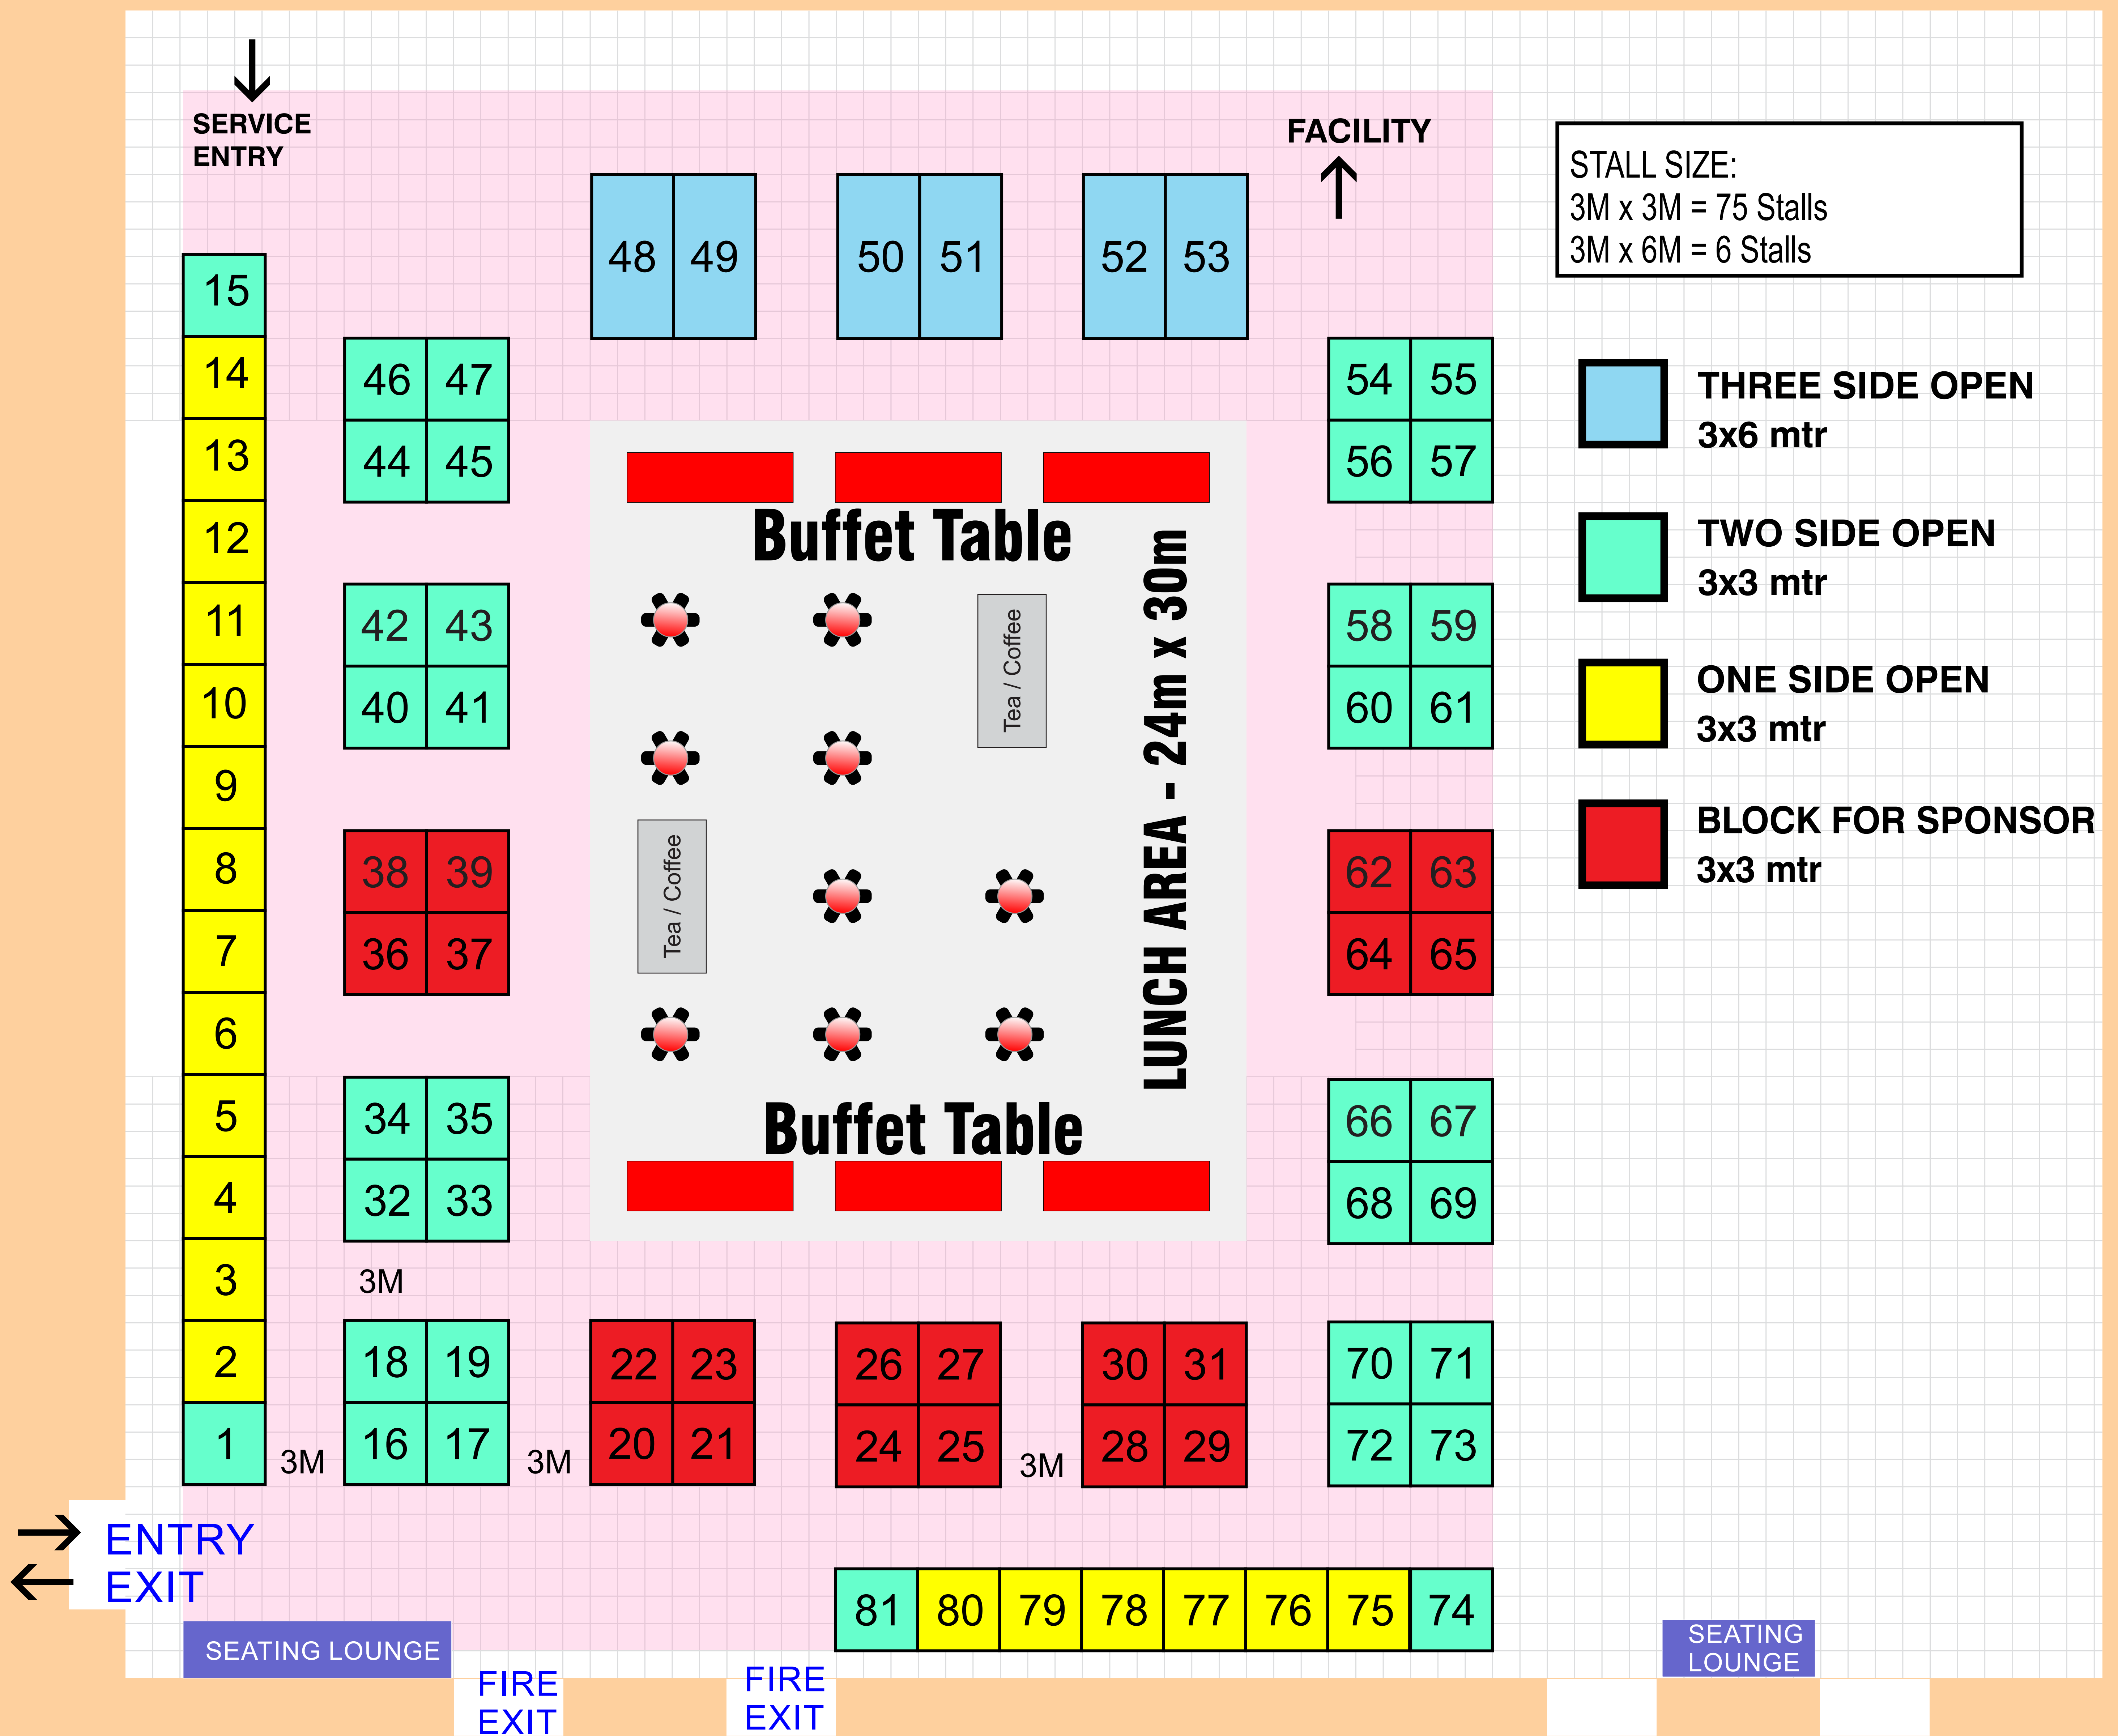 SERVICE
ENTRY
FACILITY
STALL SIZE:
3M x 3M = 75 Stalls
3M x 6M = 6 Stalls
48 49 50 51 52 53
15
14 46 47 54 55
THREE SIDE OPEN
3x6 mtr
13 44 45 56 57
Buffet Table
12
TWO SIDE OPEN
3x3 mtr
11 42 43 58 59
Tea / Coffee
LUNCH AREA - 24m x 30m
10 40 41 60 61
ONE SIDE OPEN
3x3 mtr
9
8 38 39 62 63
BLOCK FOR SPONSOR
3x3 mtr
Tea / Coffee
7 36 37 64 65
6
5 34 35 66 67
Buffet Table
4 32 33 68 69
3
3M
2 18 19 22 23 26 27 30 31 70 71
1 16 17 20 21 24 25 28 29 72 73
3M 3M 3M
ENTRY
EXIT
81 80 79 78 77 76 75 74
SEATING LOUNGE
SEATING
LOUNGE
FIRE
EXIT
FIRE
EXIT